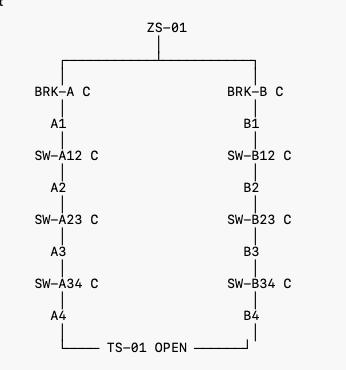 ZS-01
BRK-A C BRK-B C
A1 B1
SW-A12 C SW-B12 C
A2 B2
SW-A23 C SW-B23 C
A3 B3
SW-A34 C SW-B34 C
A4 B4
TS-01 OPEN